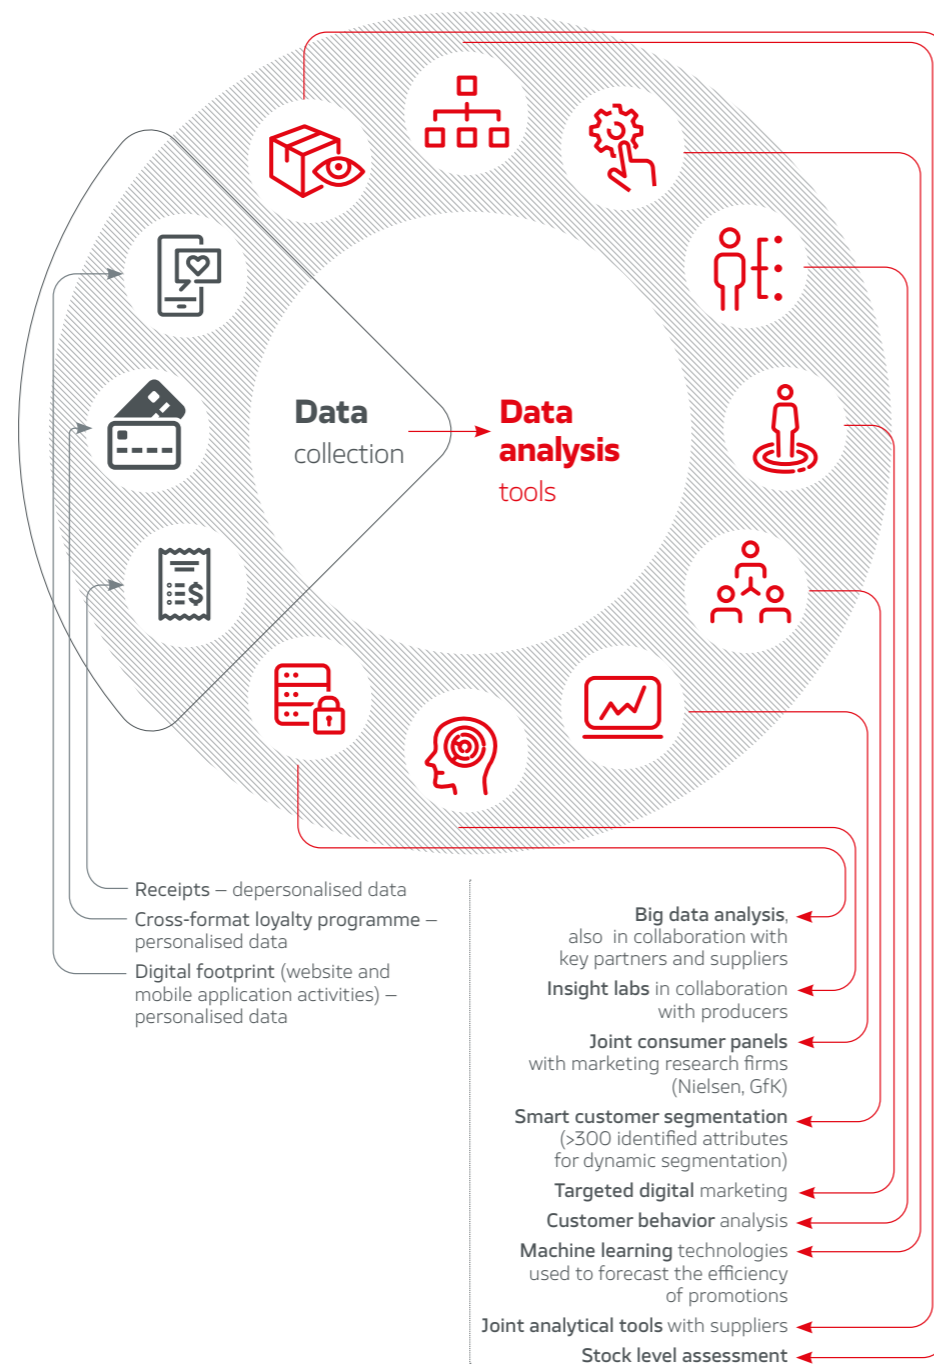 Data
collection
Data
analysis
tools
$
Receipts – depersonalised data
Cross-format loyalty programme –
personalised data
Digital footprint (website and
mobile application activities) –
personalised data
Big data analysis,
also in collaboration with
key partners and suppliers
Insight labs in collaboration
with producers
Joint consumer panels
with marketing research firms
(Nielsen, GfK)
Smart customer segmentation
(>300 identified attributes
for dynamic segmentation)
Targeted digital marketing
Customer behavior analysis
Machine learning technologies
used to forecast the efficiency
of promotions
Joint analytical tools with suppliers
Stock level assessment